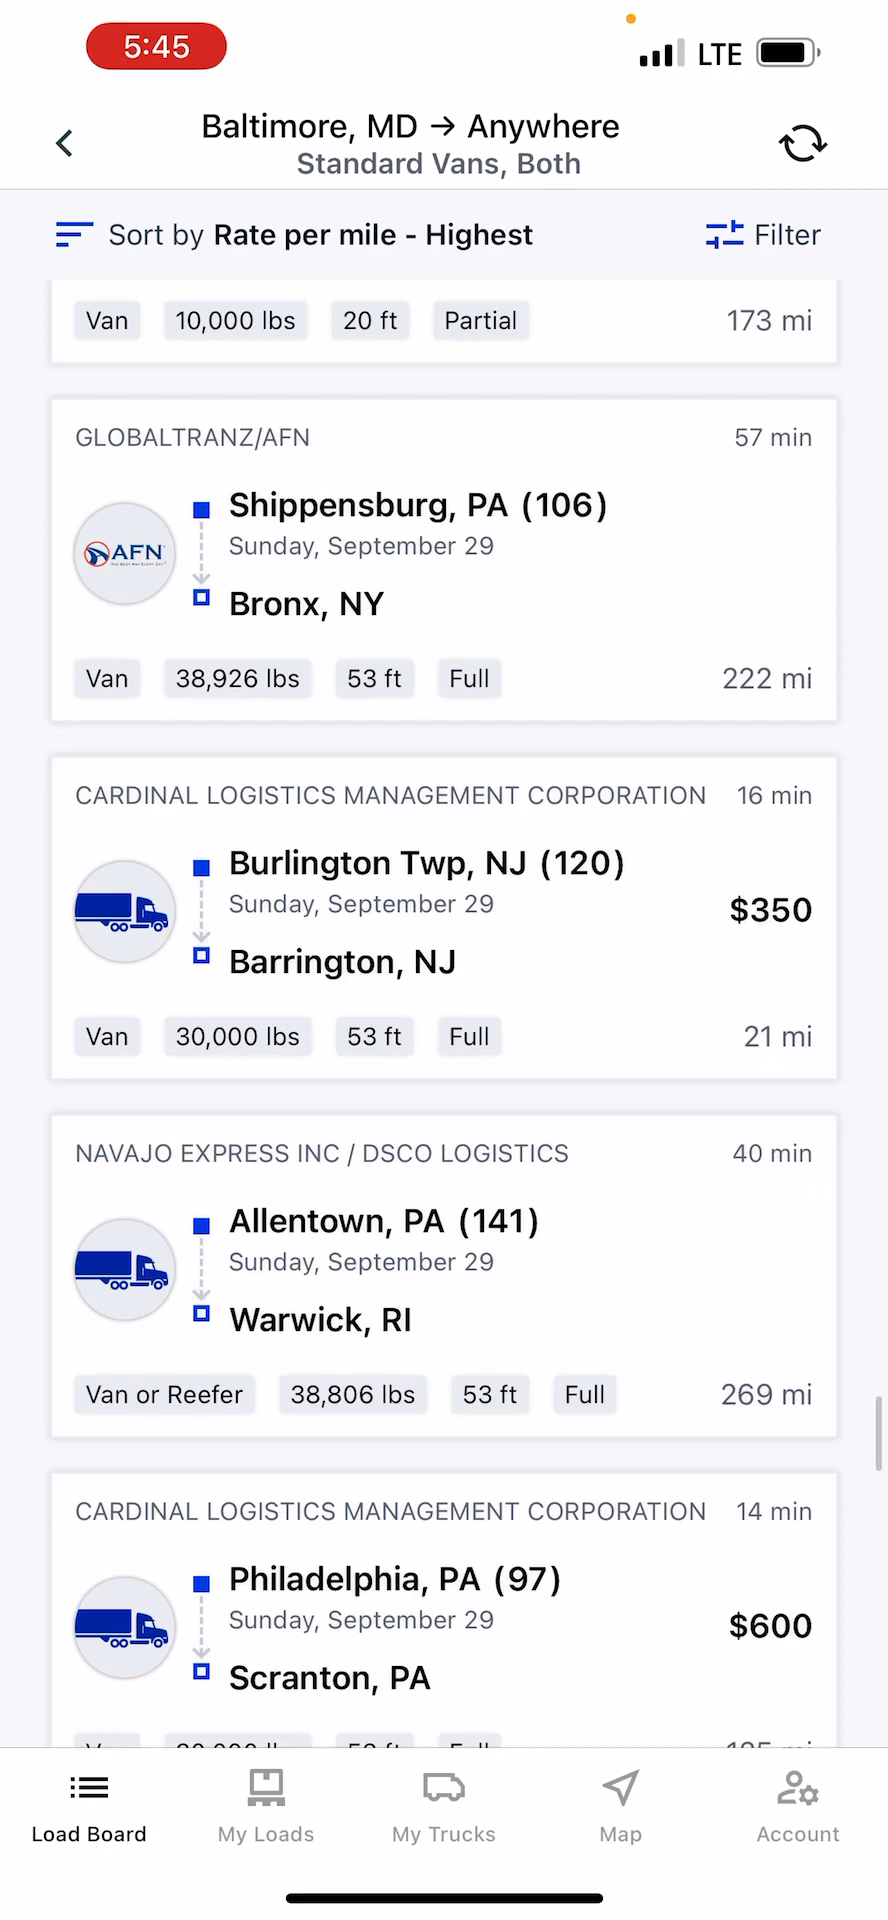 5:45
LTE
Baltimore, MD → Anywhere
Standard Vans, Both
Sort by Rate per mile - Highest
Filter
Van 10,000 lbs 20 ft Partial 173 mi
GLOBALTRANZ/AFN 57 min
AFN
Shippensburg, PA (106)
Sunday, September 29
Bronx, NY
Van 38,926 lbs 53 ft Full 222 mi
CARDINAL LOGISTICS MANAGEMENT CORPORATION 16 min
Burlington Twp, NJ (120)
Sunday, September 29
$350
Barrington, NJ
Van 30,000 lbs 53 ft Full 21 mi
NAVAJO EXPRESS INC / DSCO LOGISTICS 40 min
Allentown, PA (141)
Sunday, September 29
Warwick, RI
Van or Reefer 38,806 lbs 53 ft Full 269 mi
CARDINAL LOGISTICS MANAGEMENT CORPORATION 14 min
Philadelphia, PA (97)
Sunday, September 29
$600
Scranton, PA
Load Board My Loads My Trucks Map Account